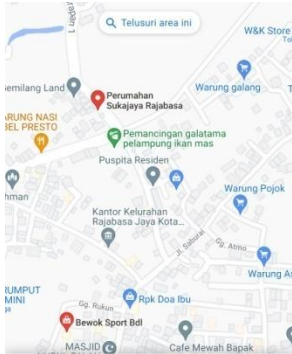 Telusuri area ini
W&K Store
Semilang Land
Perumahan
Sukajaya Rajabasa
Warung galang
ARUNG NASI
BEL PRESTO
Pemancingan galatama
pelampung ikan mas
Puspita Residen
Warung Pojok
hman
Kantor Kelurahan
Rajabasa Jaya Kota...
Jl. Sahurai
Gg. Atmo
Warung As
RUMPUT
MINI
Gg. Rukun
Rpk Doa Ibu
Bewok Sport Bdl
MASJID
Cafe Mewah Bapak